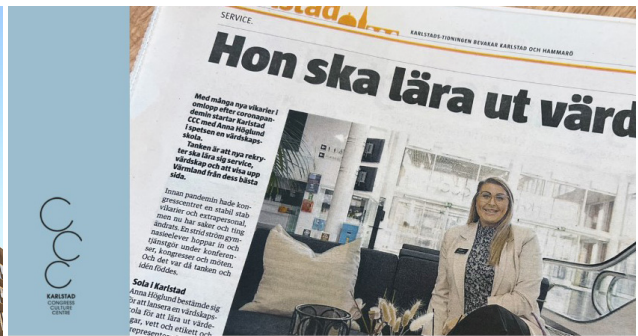 CCC
KARLSTAD
CONGRESS
CULTURE
CENTRE
SERVICE.
KARLSTADS-TIDNINGEN BEVAKAR KARLSTAD OCH HAMMARÖ
Hon ska lära ut värd
Med många nya vikarier i
omlopp efter coronapan-
demin startar Karlstad
CCC med Anna Höglund
i spetsen en värdskaps-
skola.
Tanken är att nya rekry-
ter ska lära sig service,
värdskap och att visa upp
Värmland från dess bästa
sida.
Innan pandemin hade kon-
gresscentret en stabil stab
vikarier och extrapersonal,
men nu har saker och ting
ändrats. En strid ström gym-
nasieelever hoppar in och
tjänstgör under konferen-
ser, kongresser och möten.
Och det var då tanken och
idén föddes.
Sola i Karlstad
Anna Höglund bestämde sig
för att lansera en värdskaps-
ola för att lära ut värde-
gar, vett och etikett och